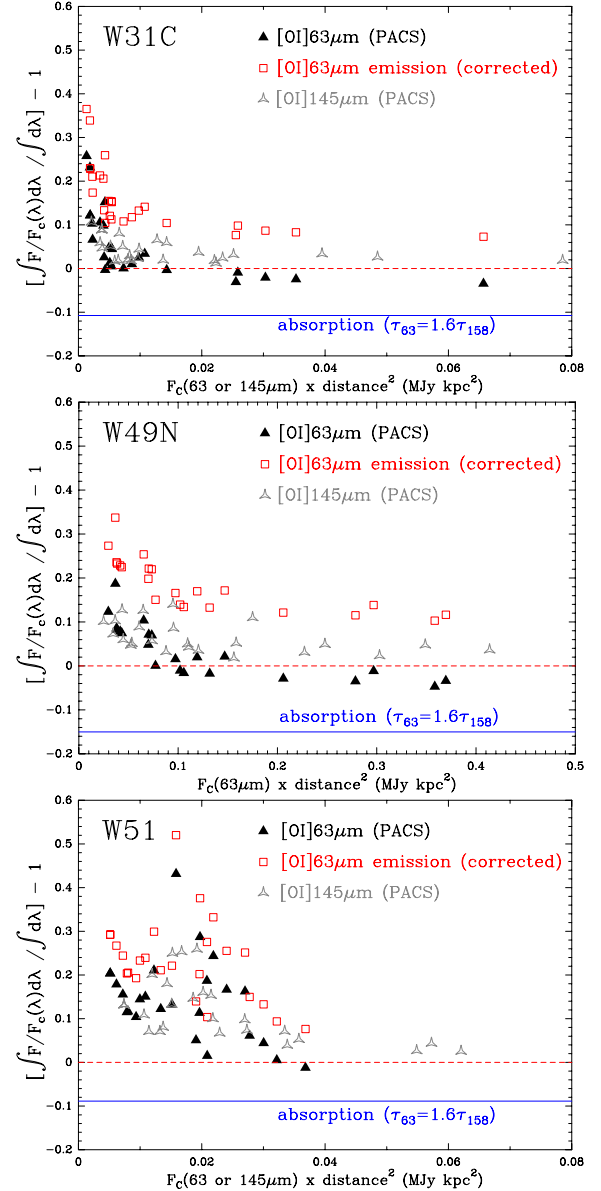 W31C
[OI]63μm (PACS)
[OI]63μm emission (corrected)
[OI]145μm (PACS)
[∫F/F_c(λ)dλ /∫dλ] − 1
0.6
0.5
0.4
0.3
0.2
0.1
0
-0.1
-0.2
absorption (τ₆₃=1.6τ₁₅₈)
0 0.02 0.04 0.06 0.08
F_C(63 or 145μm) x distance² (MJy kpc²)
W49N
[OI]63μm (PACS)
[OI]63μm emission (corrected)
[OI]145μm (PACS)
[∫F/F_c(λ)dλ /∫dλ] − 1
0.6
0.5
0.4
0.3
0.2
0.1
0
-0.1
-0.2
absorption (τ₆₃=1.6τ₁₅₈)
0 0.1 0.2 0.3 0.4 0.5
F_C(63μm) x distance² (MJy kpc²)
W51
[OI]63μm (PACS)
[OI]63μm emission (corrected)
[OI]145μm (PACS)
[∫F/F_c(λ)dλ /∫dλ] − 1
0.6
0.5
0.4
0.3
0.2
0.1
0
-0.1
-0.2
absorption (τ₆₃=1.6τ₁₅₈)
0 0.02 0.04 0.06 0.08
F_C(63 or 145μm) x distance² (MJy kpc²)